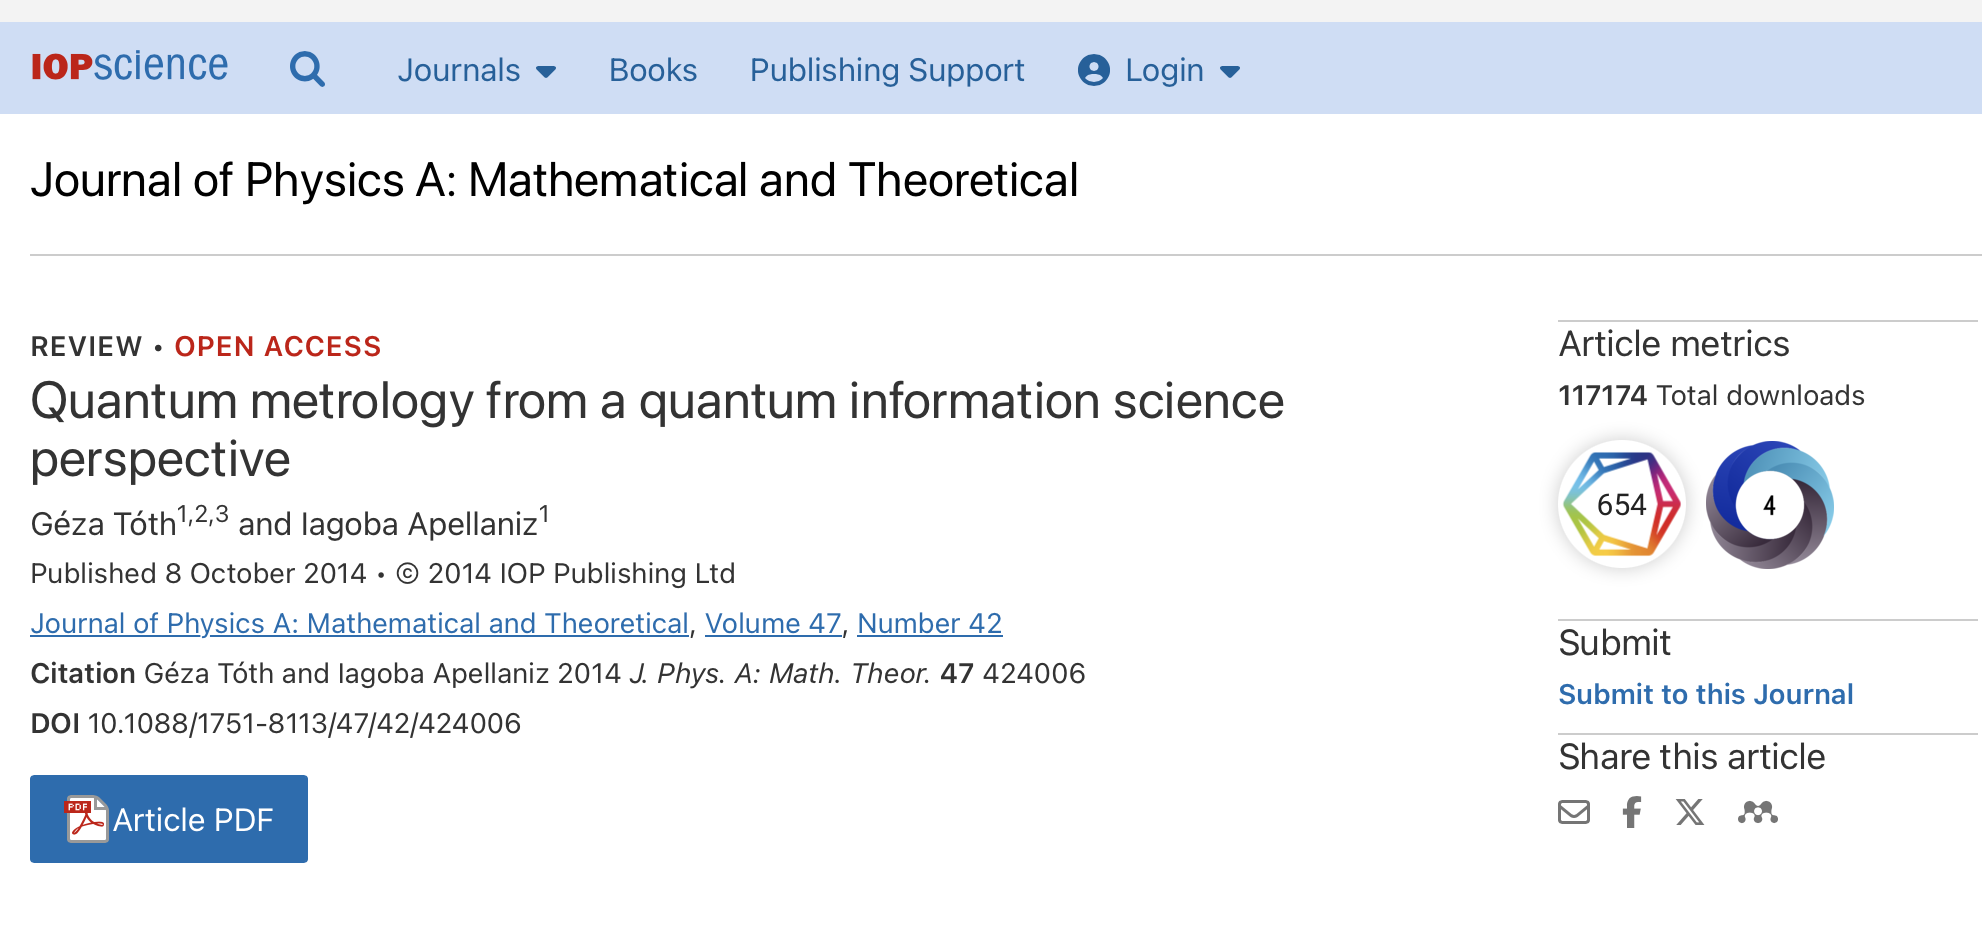 IOPscience Journals Books Publishing Support Login
Journal of Physics A: Mathematical and Theoretical
REVIEW • OPEN ACCESS
Quantum metrology from a quantum information science
perspective
Géza Tóth1,2,3 and Iagoba Apellaniz1
Published 8 October 2014 • © 2014 IOP Publishing Ltd
Journal of Physics A: Mathematical and Theoretical, Volume 47, Number 42
Citation Géza Tóth and Iagoba Apellaniz 2014 J. Phys. A: Math. Theor. 47 424006
DOI 10.1088/1751-8113/47/42/424006
PDF Article PDF
Article metrics
117174 Total downloads
654 4
Submit
Submit to this Journal
Share this article